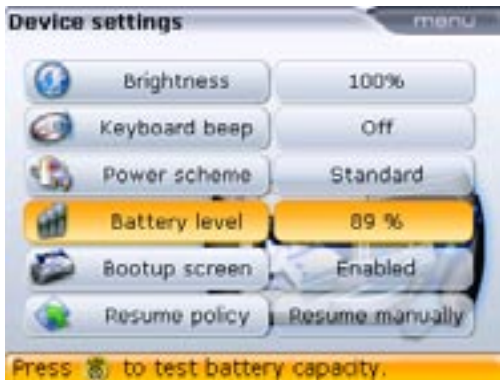 Device settings menu
Brightness 100%
Keyboard beep Off
Power scheme Standard
Battery level 89 %
Bootup screen Enabled
Resume policy Resume manually
Press to test battery capacity.